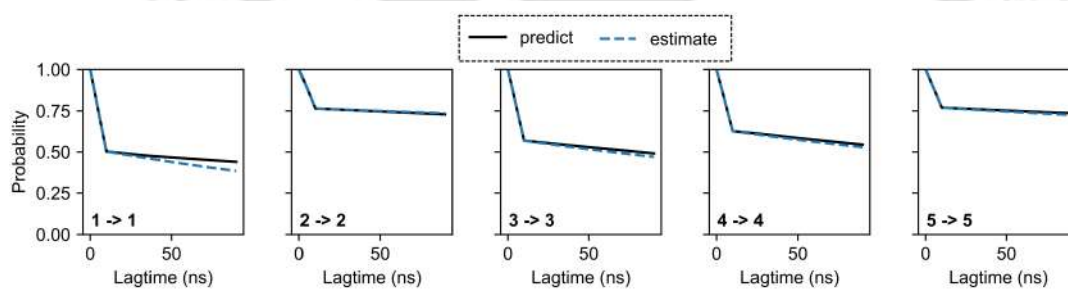 predict estimate
1.00
0.75
0.50
0.25
0.00
Probability
1 -> 1
2 -> 2
3 -> 3
4 -> 4
5 -> 5
0 50 0 50 0 50 0 50 0 50
Lagtime (ns) Lagtime (ns) Lagtime (ns) Lagtime (ns) Lagtime (ns)